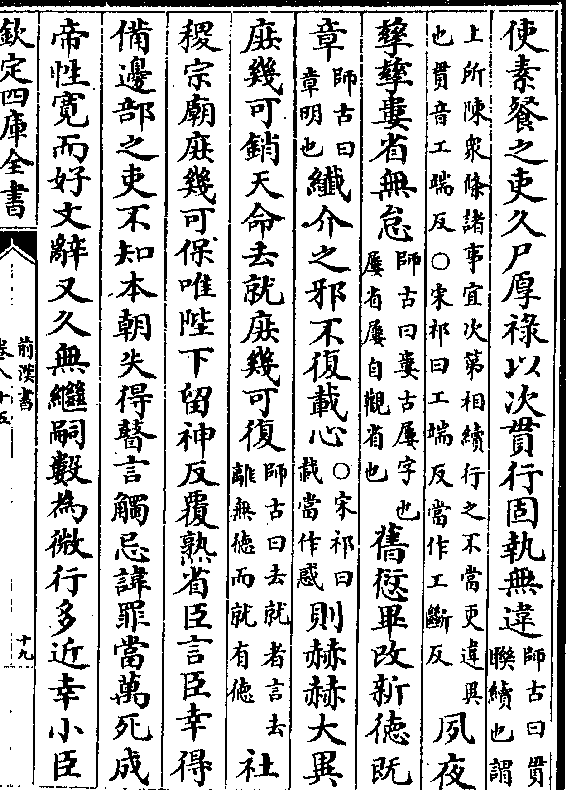 使素餐之吏久尸厚祿以次貫行固執無違師古曰貫聮續也謂
上所陳衆條諸事宜次第相續行之不當更違異也貫音工端反○宋祁曰工端反當作工斷反夙夜
孳孳婁省無怠師古曰婁古屢字也屢省屢自觀省也舊愆畢改新德既
章師古曰章明也纎介之邪不復載心○宋祁曰載當作感則赫赫大異
庶幾可銷天命去就庶幾可復師古曰去就者言去離無德而就有德社
稷宗廟庶幾可保唯陛下留神反覆熟省臣言臣幸得
備邊部之吏不知本朝失得瞽言觸忌諱罪當萬死成
帝性寛而好文辭又久無繼嗣數為微行多近幸小臣
欽定四庫全書
前漢書
卷八十五
十九